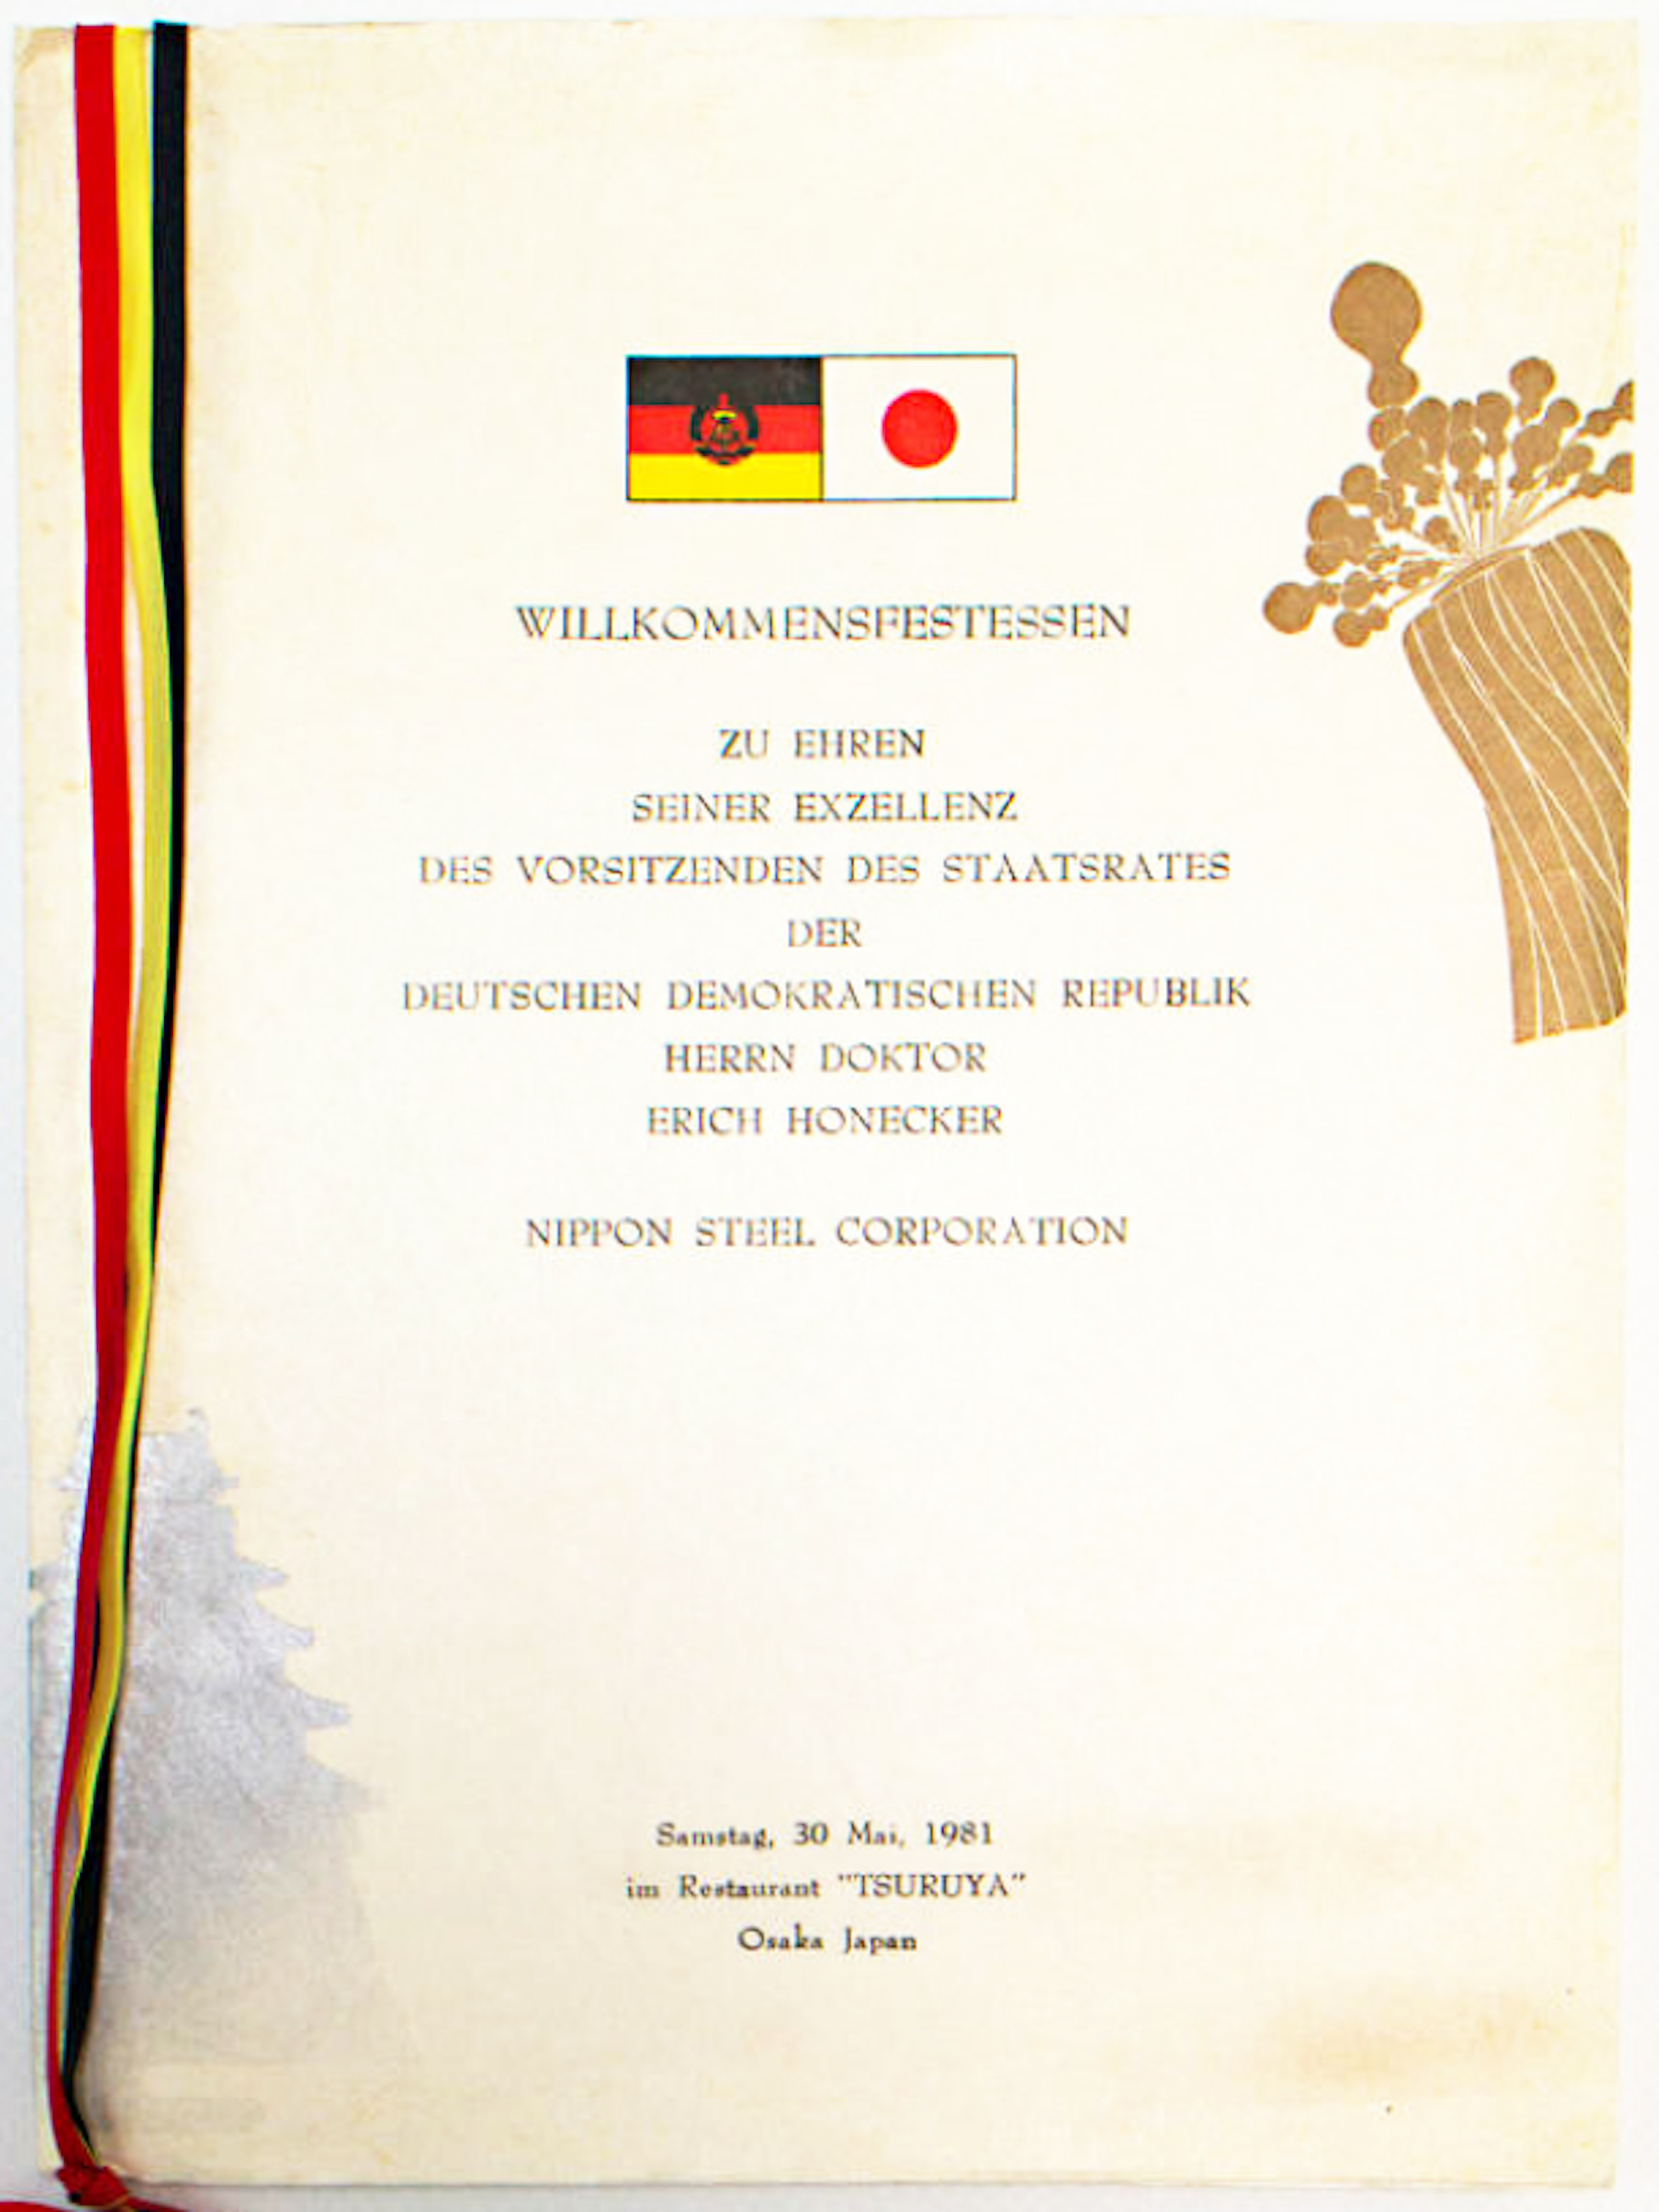 WILLKOMMENSFESTESSEN
ZU EHREN
SEINER EXZELLENZ
DES VORSITZENDEN DES STAATSRATES
DER
DEUTSCHEN DEMOKRATISCHEN REPUBLIK
HERRN DOKTOR
ERICH HONECKER
NIPPON STEEL CORPORATION
Samstag, 30 Mai, 1981
im Restaurant "TSURUYA"
Osaka Japan